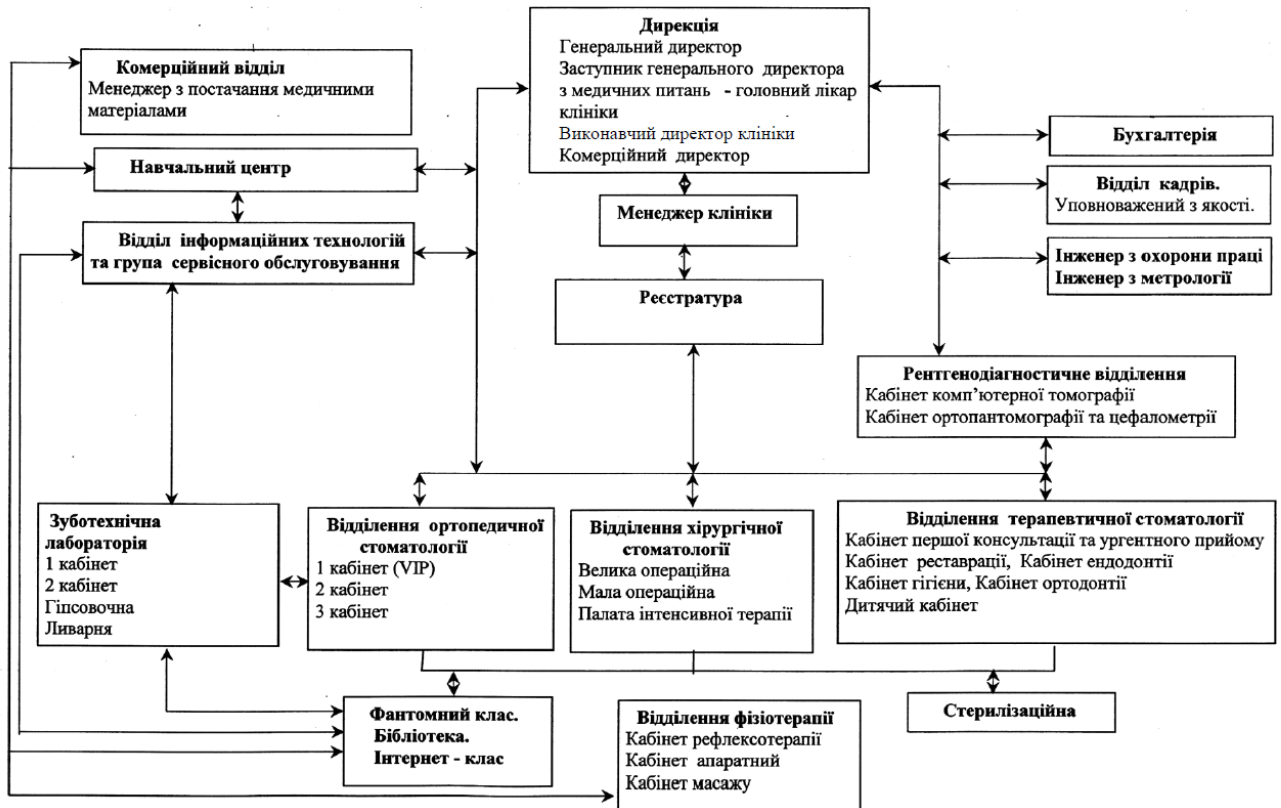 Дирекція
Генеральний директор
Заступник генерального директора
з медичних питань - головний лікар
клініки
Виконавчий директор клініки
Комерційний директор
Комерційний відділ
Менеджер з постачання медичними
матеріалами
Навчальний центр
Відділ інформаційних технологій
та група сервісного обслуговування
Менеджер клініки
Реєстратура
Бухгалтерія
Відділ кадрів.
Уповноважений з якості.
Інженер з охорони праці
Інженер з метрології
Рентгенодіагностичне відділення
Кабінет комп’ютерної томографії
Кабінет ортопантомографії та цефалометрії
Зуботехнічна
лабораторія
1 кабінет
2 кабінет
Гіпсовочна
Ливарня
Відділення ортопедичної
стоматології
1 кабінет (VIP)
2 кабінет
3 кабінет
Відділення хірургічної
стоматології
Велика операційна
Мала операційна
Палата інтенсивної терапії
Відділення терапевтичної стоматології
Кабінет першої консультації та ургентного прийому
Кабінет реставрації, Кабінет ендодонтії
Кабінет гігієни, Кабінет ортодонтії
Дитячий кабінет
Фантомний клас.
Бібліотека.
Інтернет - клас
Відділення фізіотерапії
Кабінет рефлексотерапії
Кабінет апаратний
Кабінет масажу
Стерилізаційна